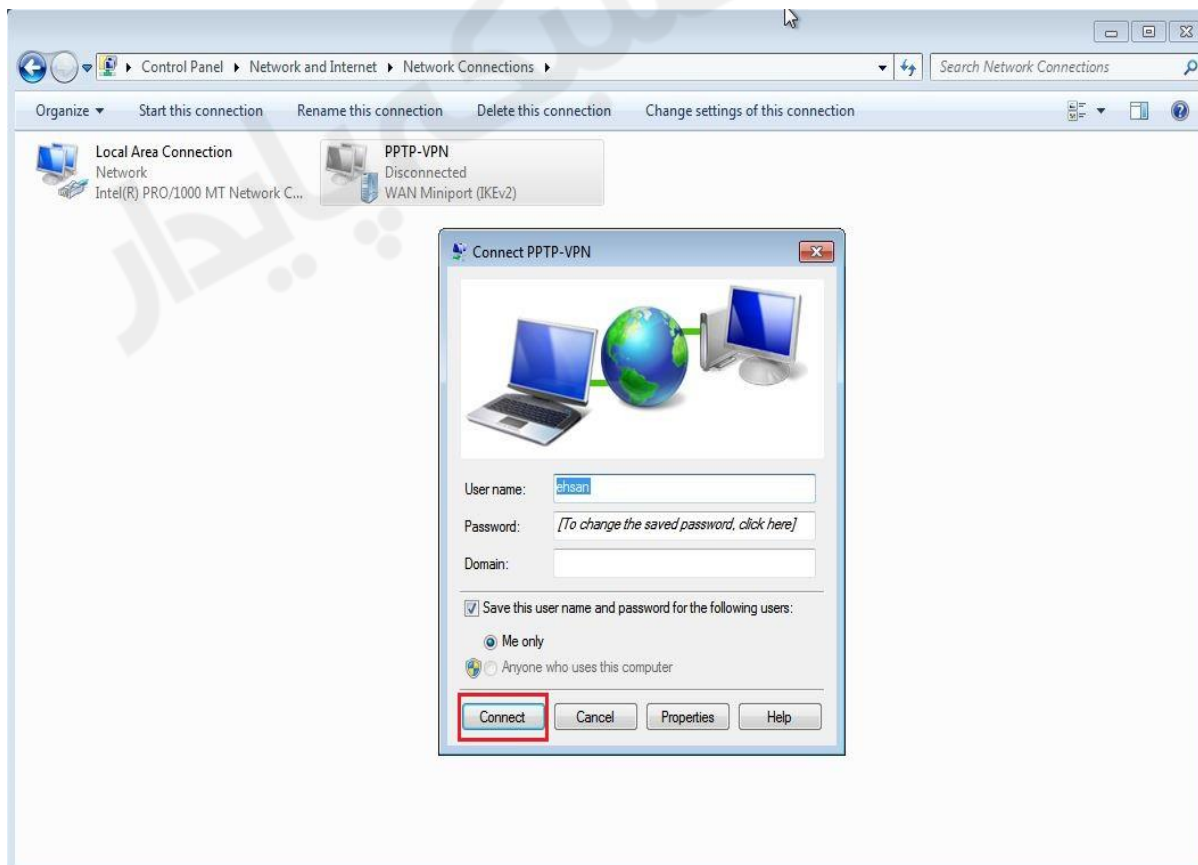 Control Panel ▸ Network and Internet ▸ Network Connections ▸
Search Network Connections
Organize Start this connection Rename this connection Delete this connection Change settings of this connection
Local Area Connection
Network
Intel(R) PRO/1000 MT Network C...
PPTP-VPN
Disconnected
WAN Miniport (IKEv2)
Connect PPTP-VPN
User name: ehsan
Password: [To change the saved password, click here]
Domain:
Save this user name and password for the following users:
Me only
Anyone who uses this computer
Connect Cancel Properties Help
پایدار